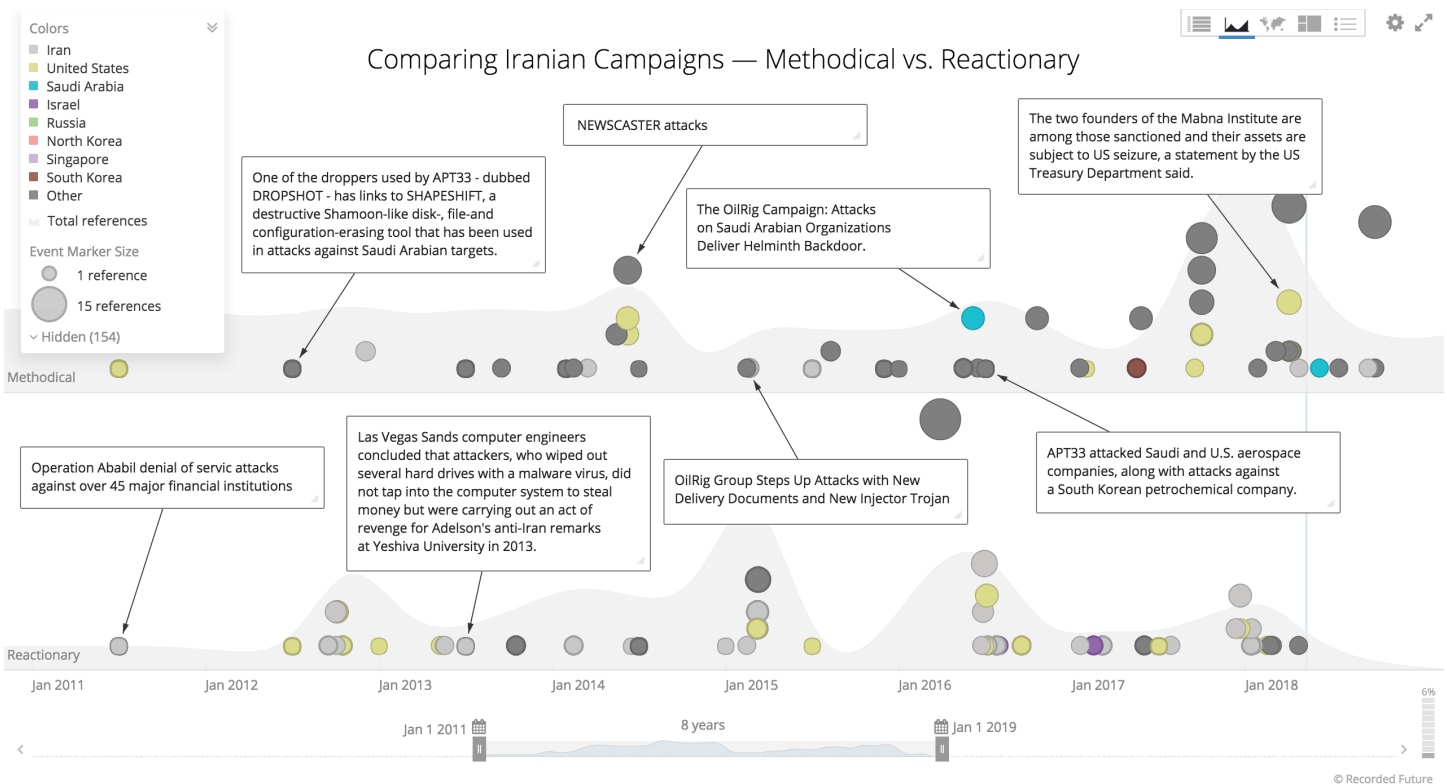 Colors
Iran
United States
Saudi Arabia
Israel
Russia
North Korea
Singapore
South Korea
Other
Total references
Event Marker Size
1 reference
15 references
Hidden (154)
Comparing Iranian Campaigns — Methodical vs. Reactionary
One of the droppers used by APT33 - dubbed
DROPSHOT - has links to SHAPESHIFT, a
destructive Shamoon-like disk-, file-and
configuration-erasing tool that has been used
in attacks against Saudi Arabian targets.
NEWSCASTER attacks
The OilRig Campaign: Attacks
on Saudi Arabian Organizations
Deliver Helminth Backdoor.
The two founders of the Mabna Institute are
among those sanctioned and their assets are
subject to US seizure, a statement by the US
Treasury Department said.
Methodical
Operation Ababil denial of servic attacks
against over 45 major financial institutions
Las Vegas Sands computer engineers
concluded that attackers, who wiped out
several hard drives with a malware virus, did
not tap into the computer system to steal
money but were carrying out an act of
revenge for Adelson's anti-Iran remarks
at Yeshiva University in 2013.
OilRig Group Steps Up Attacks with New
Delivery Documents and New Injector Trojan
APT33 attacked Saudi and U.S. aerospace
companies, along with attacks against
a South Korean petrochemical company.
Reactionary
Jan 2011 Jan 2012 Jan 2013 Jan 2014 Jan 2015 Jan 2016 Jan 2017 Jan 2018
6%
Jan 1 2011 8 years Jan 1 2019
© Recorded Future